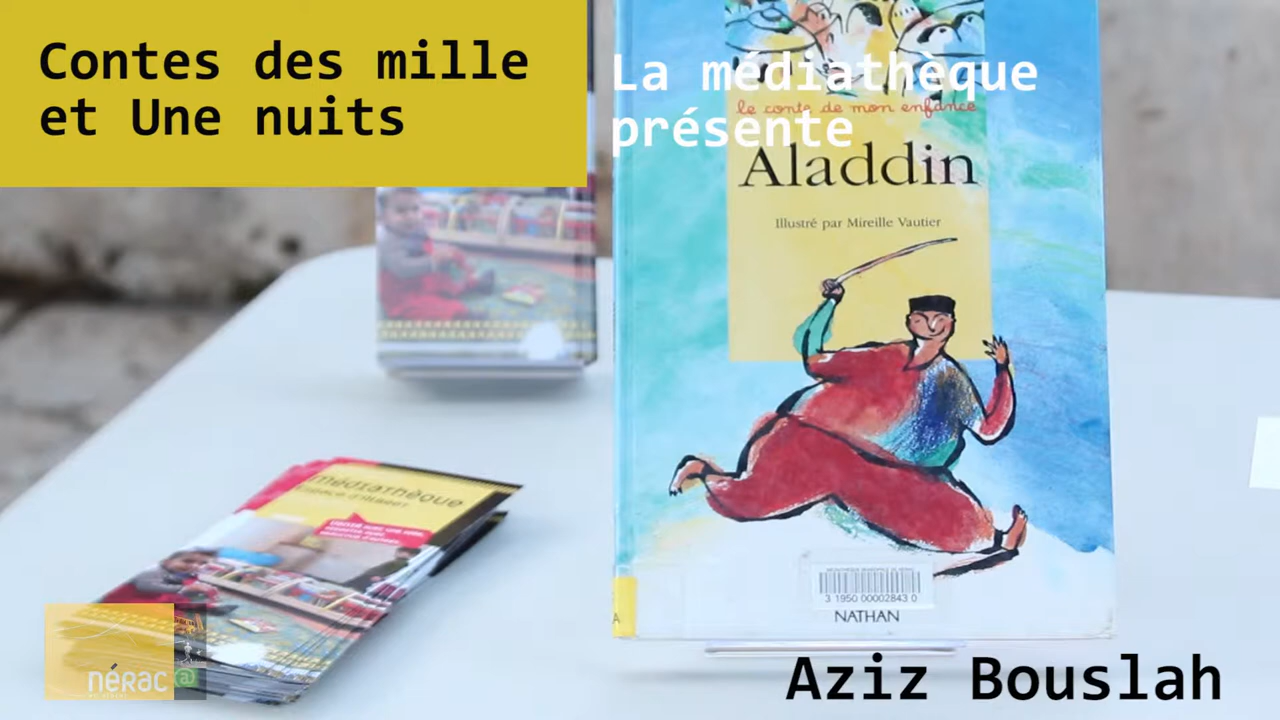 Contes des mille
et Une nuits
La médiathèque
présente
le conte de mon enfance
Aladdin
Illustré par Mireille Vautier
3 1950 00002843 0
NATHAN
A
médiathèque
nérac
@
Aziz Bouslah